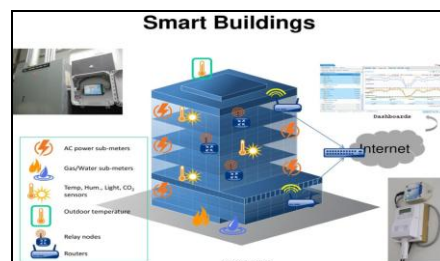 Smart Buildings
Dashboards
Internet
AC power sub-meters
Gas/Water sub-meters
Temp, Hum., Light, CO2
sensors
Outdoor temperature
Relay nodes
Routers